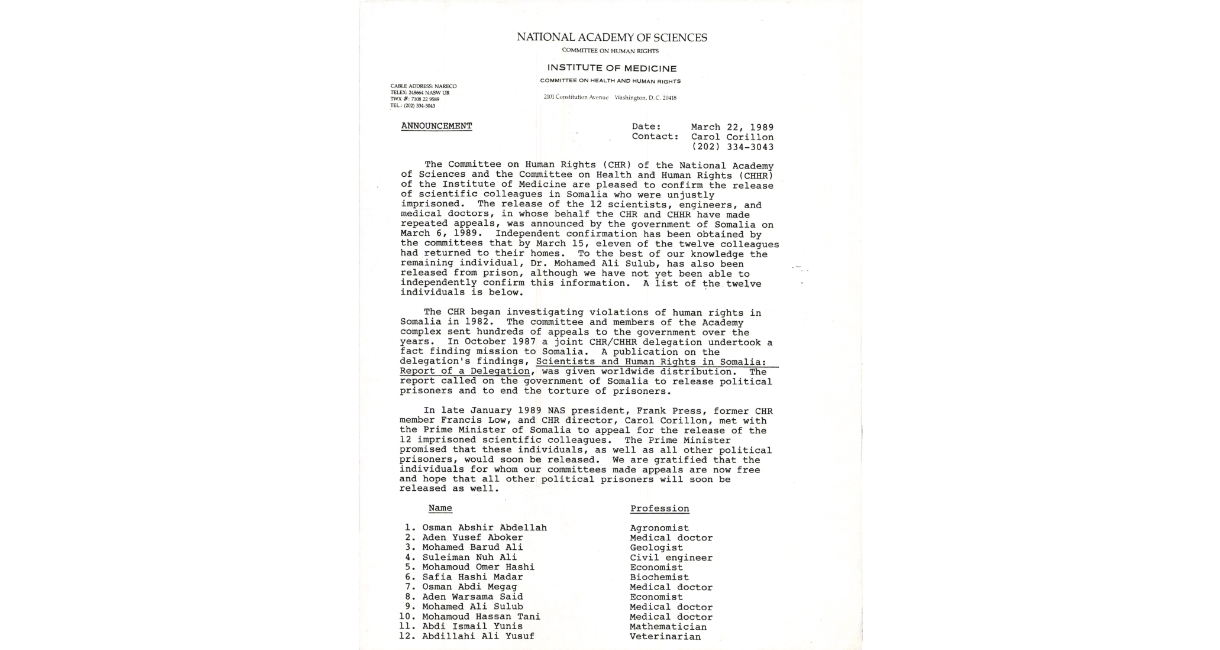 NATIONAL ACADEMY OF SCIENCES
COMMITTEE ON HUMAN RIGHTS
INSTITUTE OF MEDICINE
COMMITTEE ON HEALTH AND HUMAN RIGHTS
2101 Constitution Avenue Washington, D.C. 20418
CABLE ADDRESS: NARECO
TELEX: 248664 NASW UR
TWX #: 7108 22 9589
TEL.: (202) 334-3043
ANNOUNCEMENT
Date: March 22, 1989
Contact: Carol Corillon
(202) 334-3043
The Committee on Human Rights (CHR) of the National Academy
of Sciences and the Committee on Health and Human Rights (CHHR)
of the Institute of Medicine are pleased to confirm the release
of scientific colleagues in Somalia who were unjustly
imprisoned. The release of the 12 scientists, engineers, and
medical doctors, in whose behalf the CHR and CHHR have made
repeated appeals, was announced by the government of Somalia on
March 6, 1989. Independent confirmation has been obtained by
the committees that by March 15, eleven of the twelve colleagues
had returned to their homes. To the best of our knowledge the
remaining individual, Dr. Mohamed Ali Sulub, has also been
released from prison, although we have not yet been able to
independently confirm this information. A list of the twelve
individuals is below.
The CHR began investigating violations of human rights in
Somalia in 1982. The committee and members of the Academy
complex sent hundreds of appeals to the government over the
years. In October 1987 a joint CHR/CHHR delegation undertook a
fact finding mission to Somalia. A publication on the
delegation's findings, Scientists and Human Rights in Somalia:
Report of a Delegation, was given worldwide distribution. The
report called on the government of Somalia to release political
prisoners and to end the torture of prisoners.
In late January 1989 NAS president, Frank Press, former CHR
member Francis Low, and CHR director, Carol Corillon, met with
the Prime Minister of Somalia to appeal for the release of the
12 imprisoned scientific colleagues. The Prime Minister
promised that these individuals, as well as all other political
prisoners, would soon be released. We are gratified that the
individuals for whom our committees made appeals are now free
and hope that all other political prisoners will soon be
released as well.
Name Profession
1. Osman Abshir Abdellah Agronomist
2. Aden Yusef Aboker Medical doctor
3. Mohamed Barud Ali Geologist
4. Suleiman Nuh Ali Civil engineer
5. Mohamoud Omer Hashi Economist
6. Safia Hashi Madar Biochemist
7. Osman Abdi Megag Medical doctor
8. Aden Warsama Said Economist
9. Mohamed Ali Sulub Medical doctor
10. Mohamoud Hassan Tani Medical doctor
11. Abdi Ismail Yunis Mathematician
12. Abdillahi Ali Yusuf Veterinarian